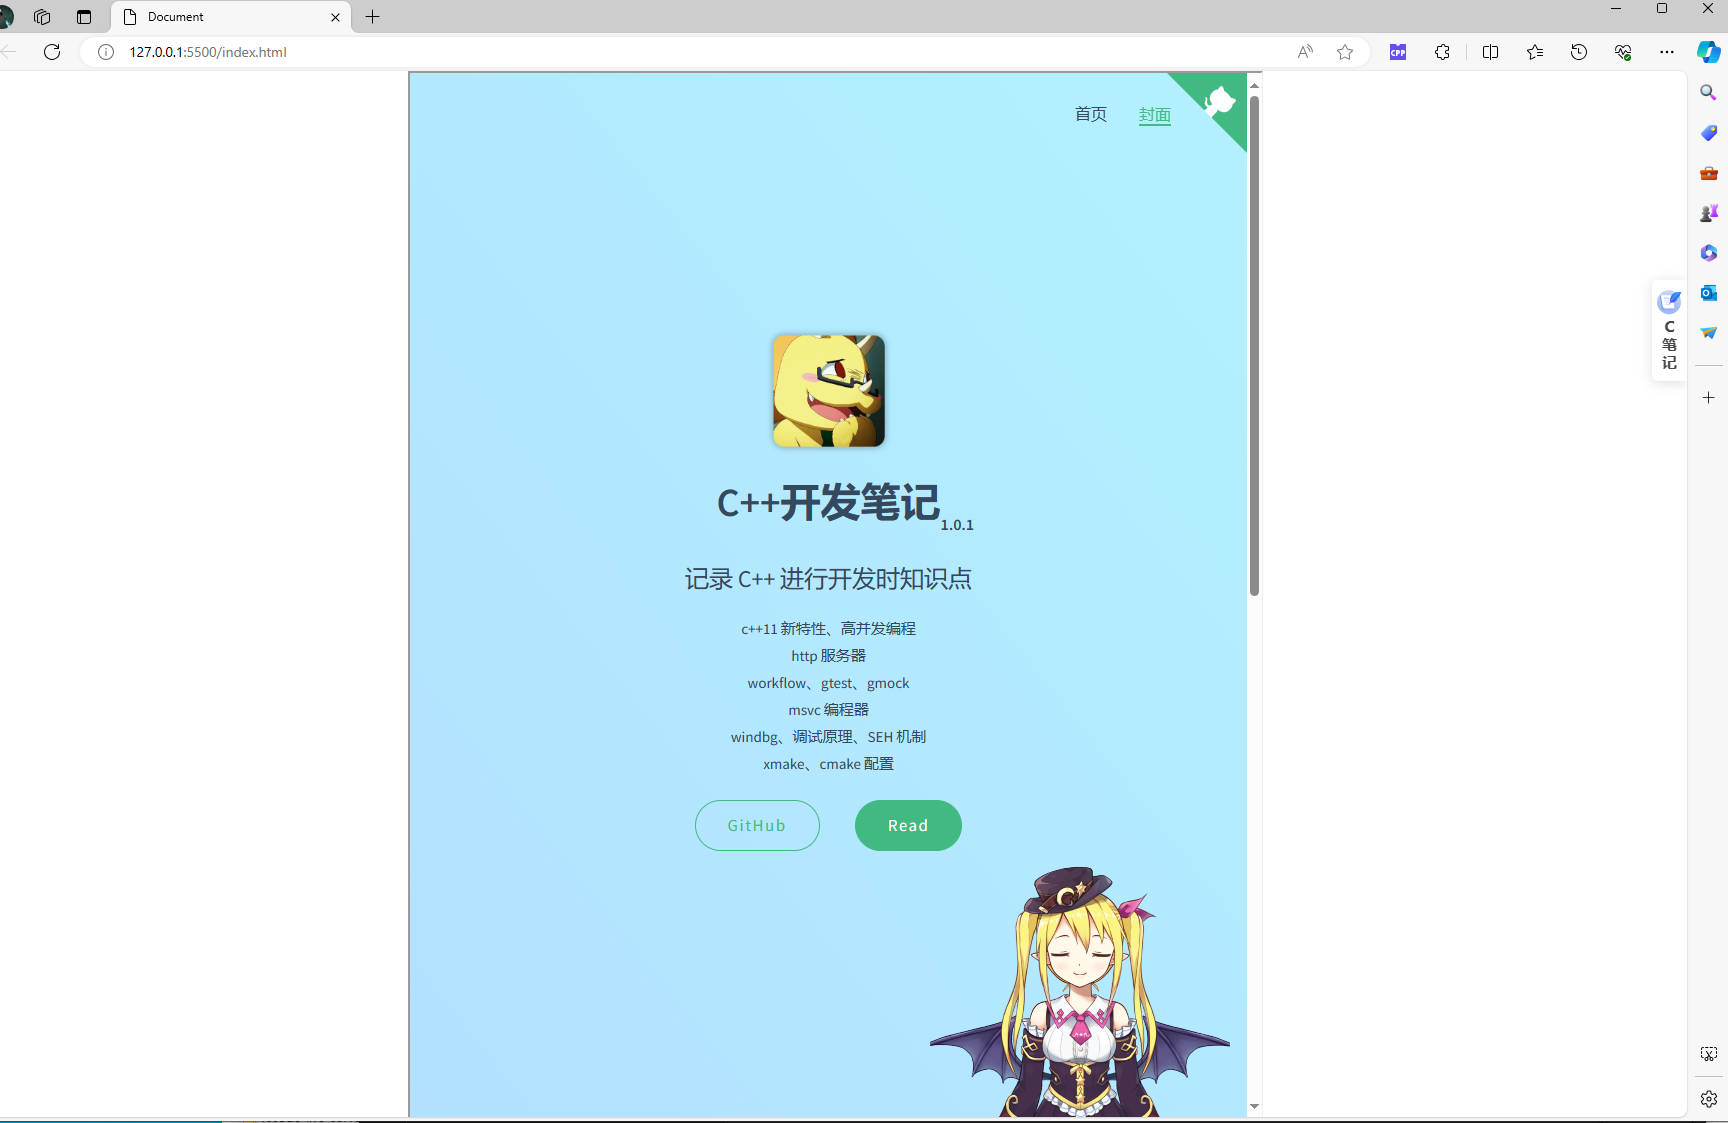 Document
127.0.0.1:5500/index.html
CPP
首页 封面
C
笔
记
C++开发笔记1.0.1
记录 C++ 进行开发时知识点
c++11 新特性、高并发编程
http 服务器
workflow、gtest、gmock
msvc 编程器
windbg、调试原理、SEH 机制
xmake、cmake 配置
GitHub Read